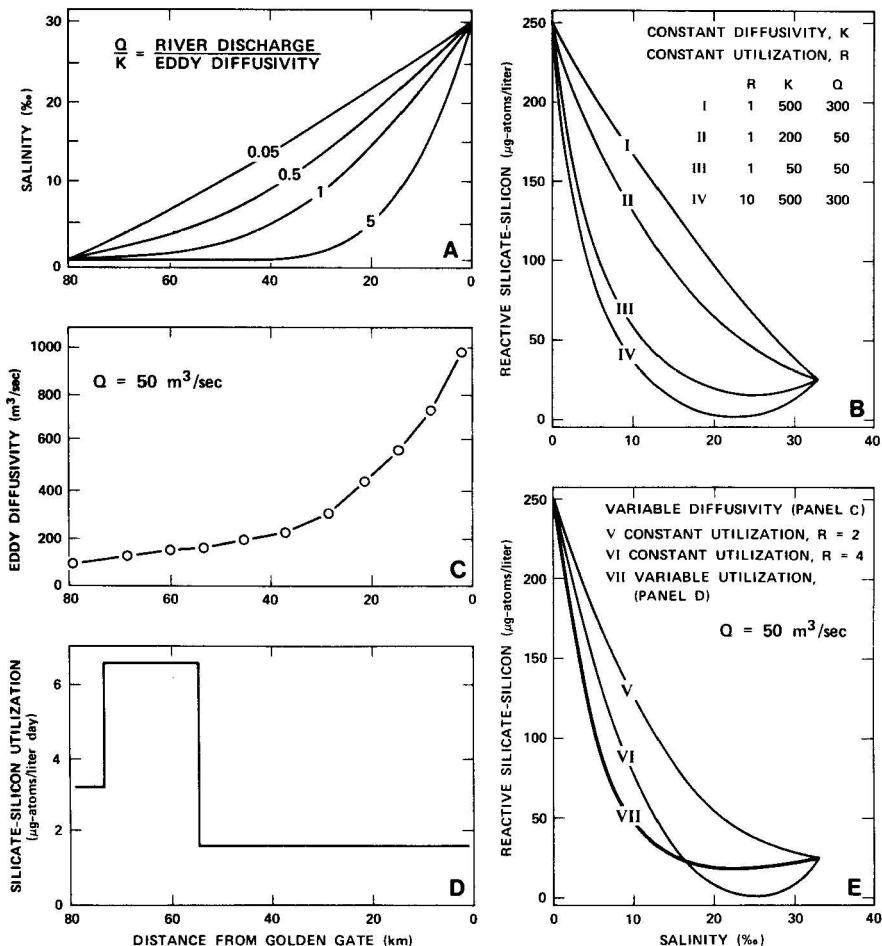 Q/K = RIVER DISCHARGE / EDDY DIFFUSIVITY
SALINITY (‰)
30
20
10
0
0.05
0.5
1
5
A
80
60
40
20
0
Q = 50 m³/sec
EDDY DIFFUSIVITY (m³/sec)
1000
800
600
400
200
0
C
80
60
40
20
0
SILICATE-SILICON UTILIZATION
(µg-atoms/liter day)
6
4
2
0
D
80
60
40
20
0
DISTANCE FROM GOLDEN GATE (km)
CONSTANT DIFFUSIVITY, K
CONSTANT UTILIZATION, R
R K Q
I 1 500 300
II 1 200 50
III 1 50 50
IV 10 500 300
REACTIVE SILICATE-SILICON (µg-atoms/liter)
250
200
150
100
50
0
I
II
III
IV
B
0
10
20
30
40
VARIABLE DIFFUSIVITY (PANEL C)
V CONSTANT UTILIZATION, R = 2
VI CONSTANT UTILIZATION, R = 4
VII VARIABLE UTILIZATION,
(PANEL D)
Q = 50 m³/sec
REACTIVE SILICATE-SILICON (µg-atoms/liter)
250
200
150
100
50
0
V
VI
VII
E
0
10
20
30
40
SALINITY (‰)